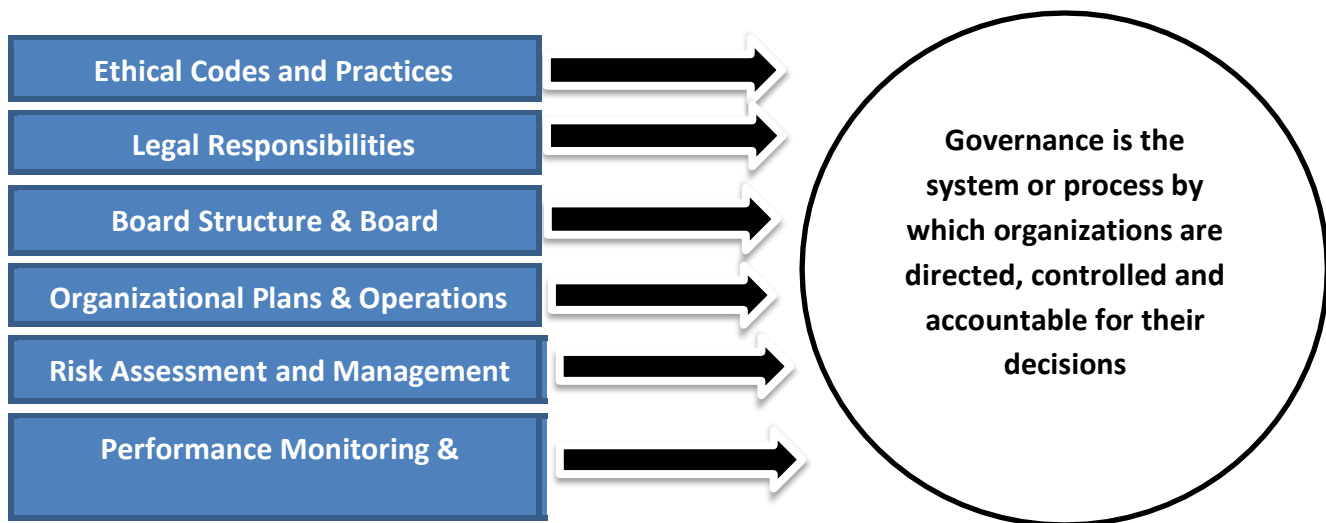 Ethical Codes and Practices
Legal Responsibilities
Board Structure & Board
Organizational Plans & Operations
Risk Assessment and Management
Performance Monitoring &
Governance is the
system or process by
which organizations are
directed, controlled and
accountable for their
decisions